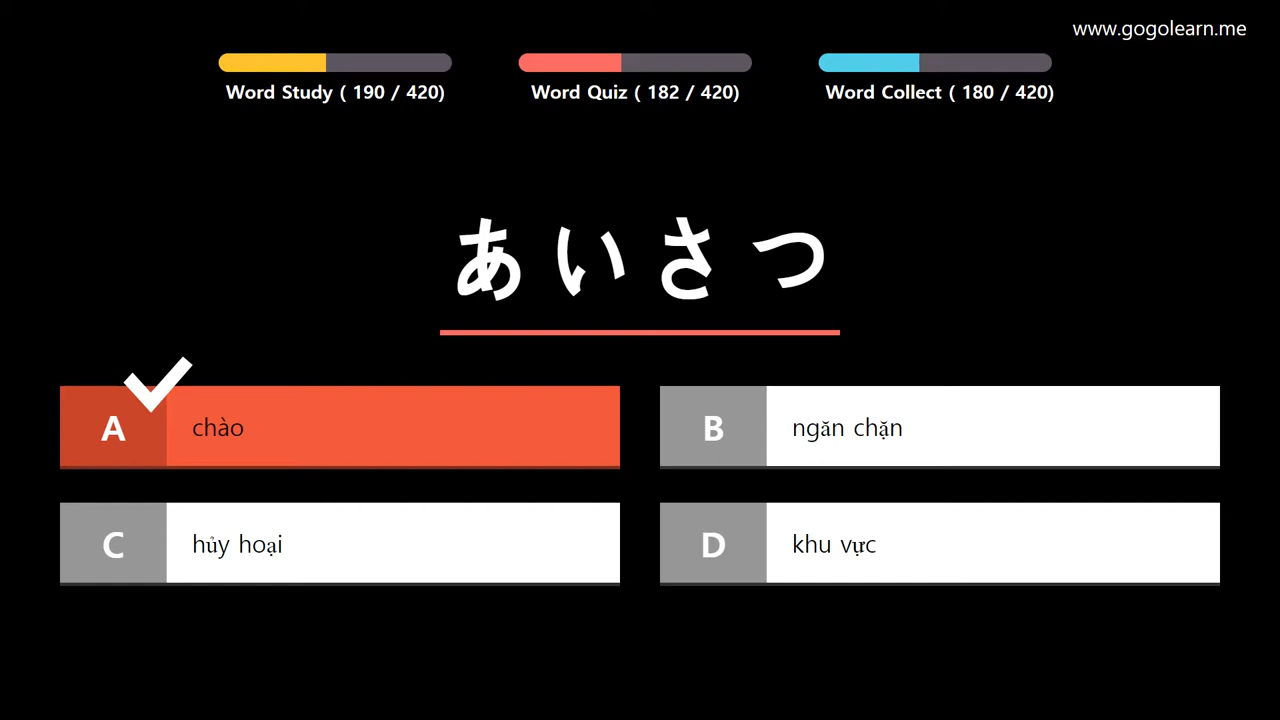 www.gogolearn.me
Word Study ( 190 / 420)
Word Quiz ( 182 / 420)
Word Collect ( 180 / 420)
あいさつ
A chào
B ngăn chặn
C hủy hoại
D khu vực